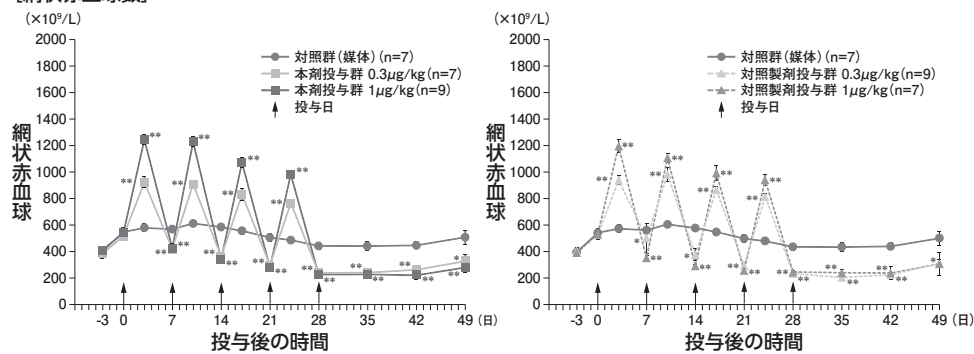 (×10⁹/L)
2000
1800
1600
1400
1200
1000
800
600
400
200
0
網状赤血球
対照群(媒体)(n=7)
本剤投与群 0.3μg/kg(n=7)
本剤投与群 1μg/kg(n=9)
投与日
** ** ** ** ** ** ** ** ** ** ** ** ** ** ** ** ** ** ** ** * **
-3 0 7 14 21 28 35 42 49 (日)
投与後の時間
(×10⁹/L)
2000
1800
1600
1400
1200
1000
800
600
400
200
0
網状赤血球
対照群(媒体)(n=7)
対照製剤投与群 0.3μg/kg(n=9)
対照製剤投与群 1μg/kg(n=7)
投与日
** ** ** ** ** ** ** ** * ** ** ** ** ** ** ** ** ** ** ** *
-3 0 7 14 21 28 35 42 49 (日)
投与後の時間